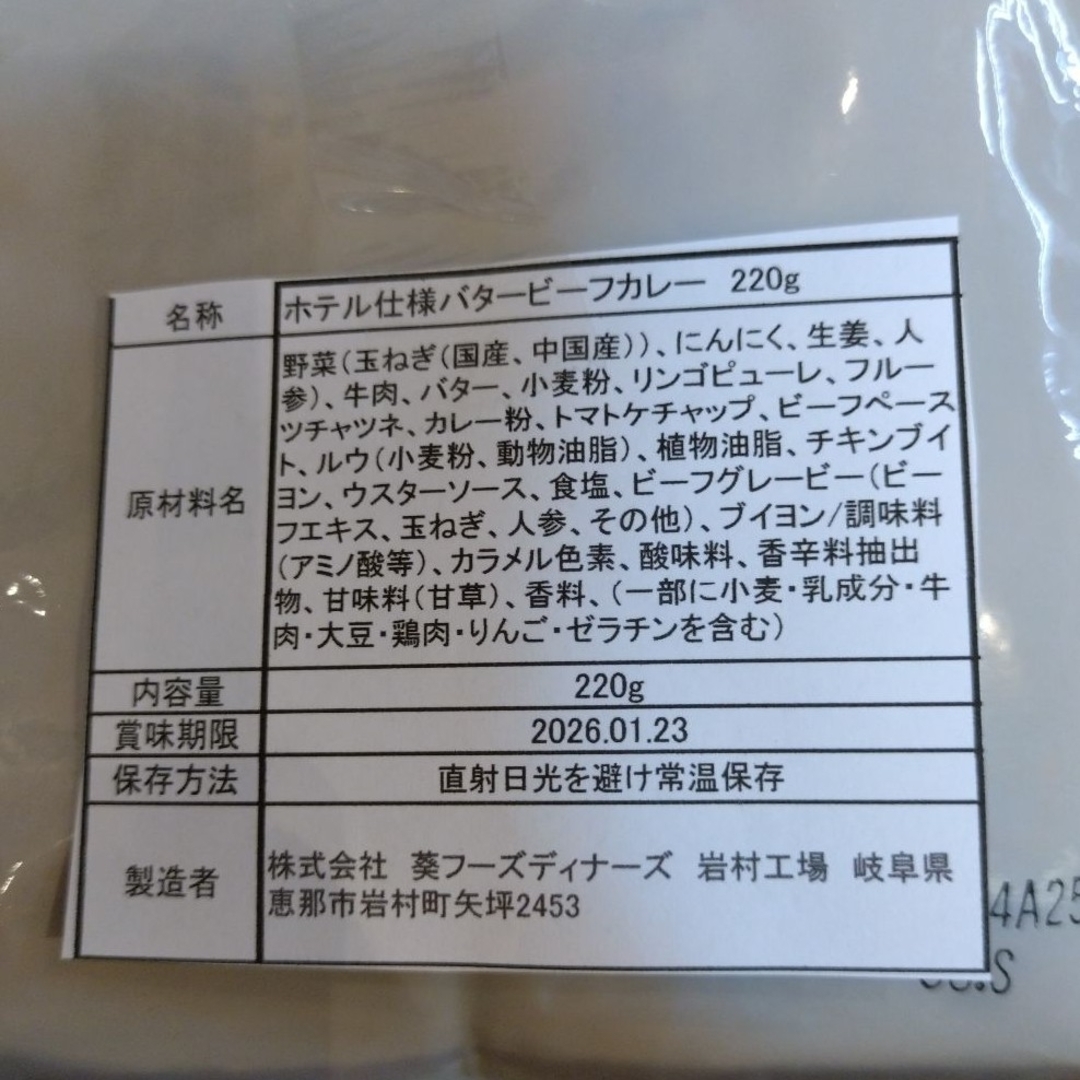 名称
ホテル仕様バタービーフカレー 220g
原材料名
野菜(玉ねぎ(国産、中国産))、にんにく、生姜、人
参)、牛肉、バター、小麦粉、リンゴピューレ、フルー
ツチャツネ、カレー粉、トマトケチャップ、ビーフペース
ト、ルウ(小麦粉、動物油脂)、植物油脂、チキンブイ
ヨン、ウスターソース、食塩、ビーフグレービー(ビー
フエキス、玉ねぎ、人参、その他)、ブイヨン/調味料
(アミノ酸等)、カラメル色素、酸味料、香辛料抽出
物、甘味料(甘草)、香料、(一部に小麦・乳成分・牛
肉・大豆・鶏肉・りんご・ゼラチンを含む)
内容量
220g
賞味期限
2026.01.23
保存方法
直射日光を避け常温保存
製造者
株式会社 葵フーズディナーズ 岩村工場 岐阜県
恵那市岩村町矢坪2453
4A25
.S